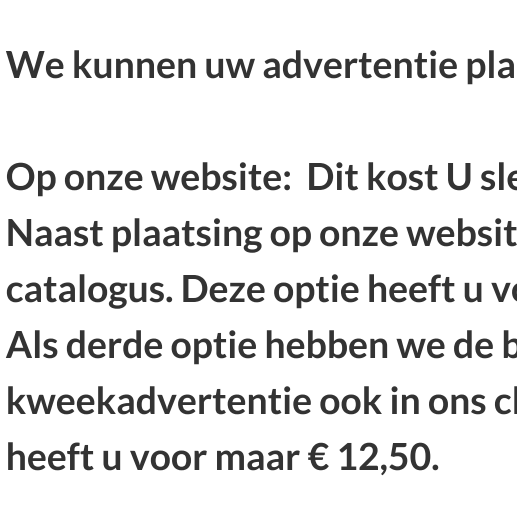 We kunnen uw advertentie
Op onze website: Dit kost U
Naast plaatsing op onze
catalogus. Deze optie heeft u
Als derde optie hebben we de
kweekadvertentie ook in ons
heeft u voor maar € 12,50.